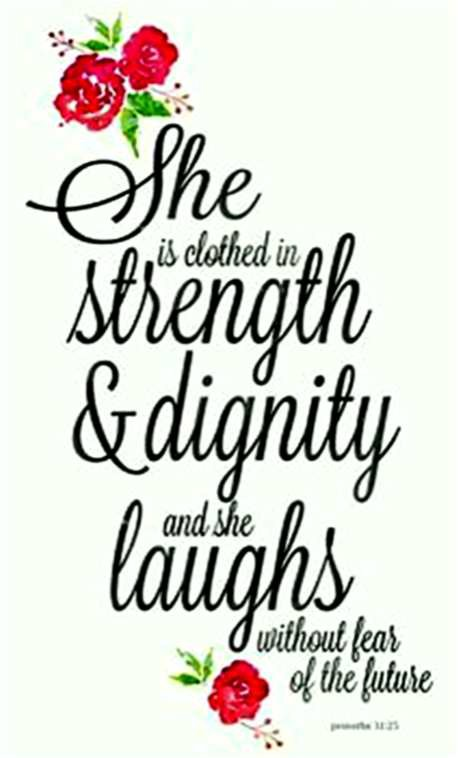 She
is clothed in
strength
& dignity
and she
laughs
without fear
of the future
proverbs 31:25